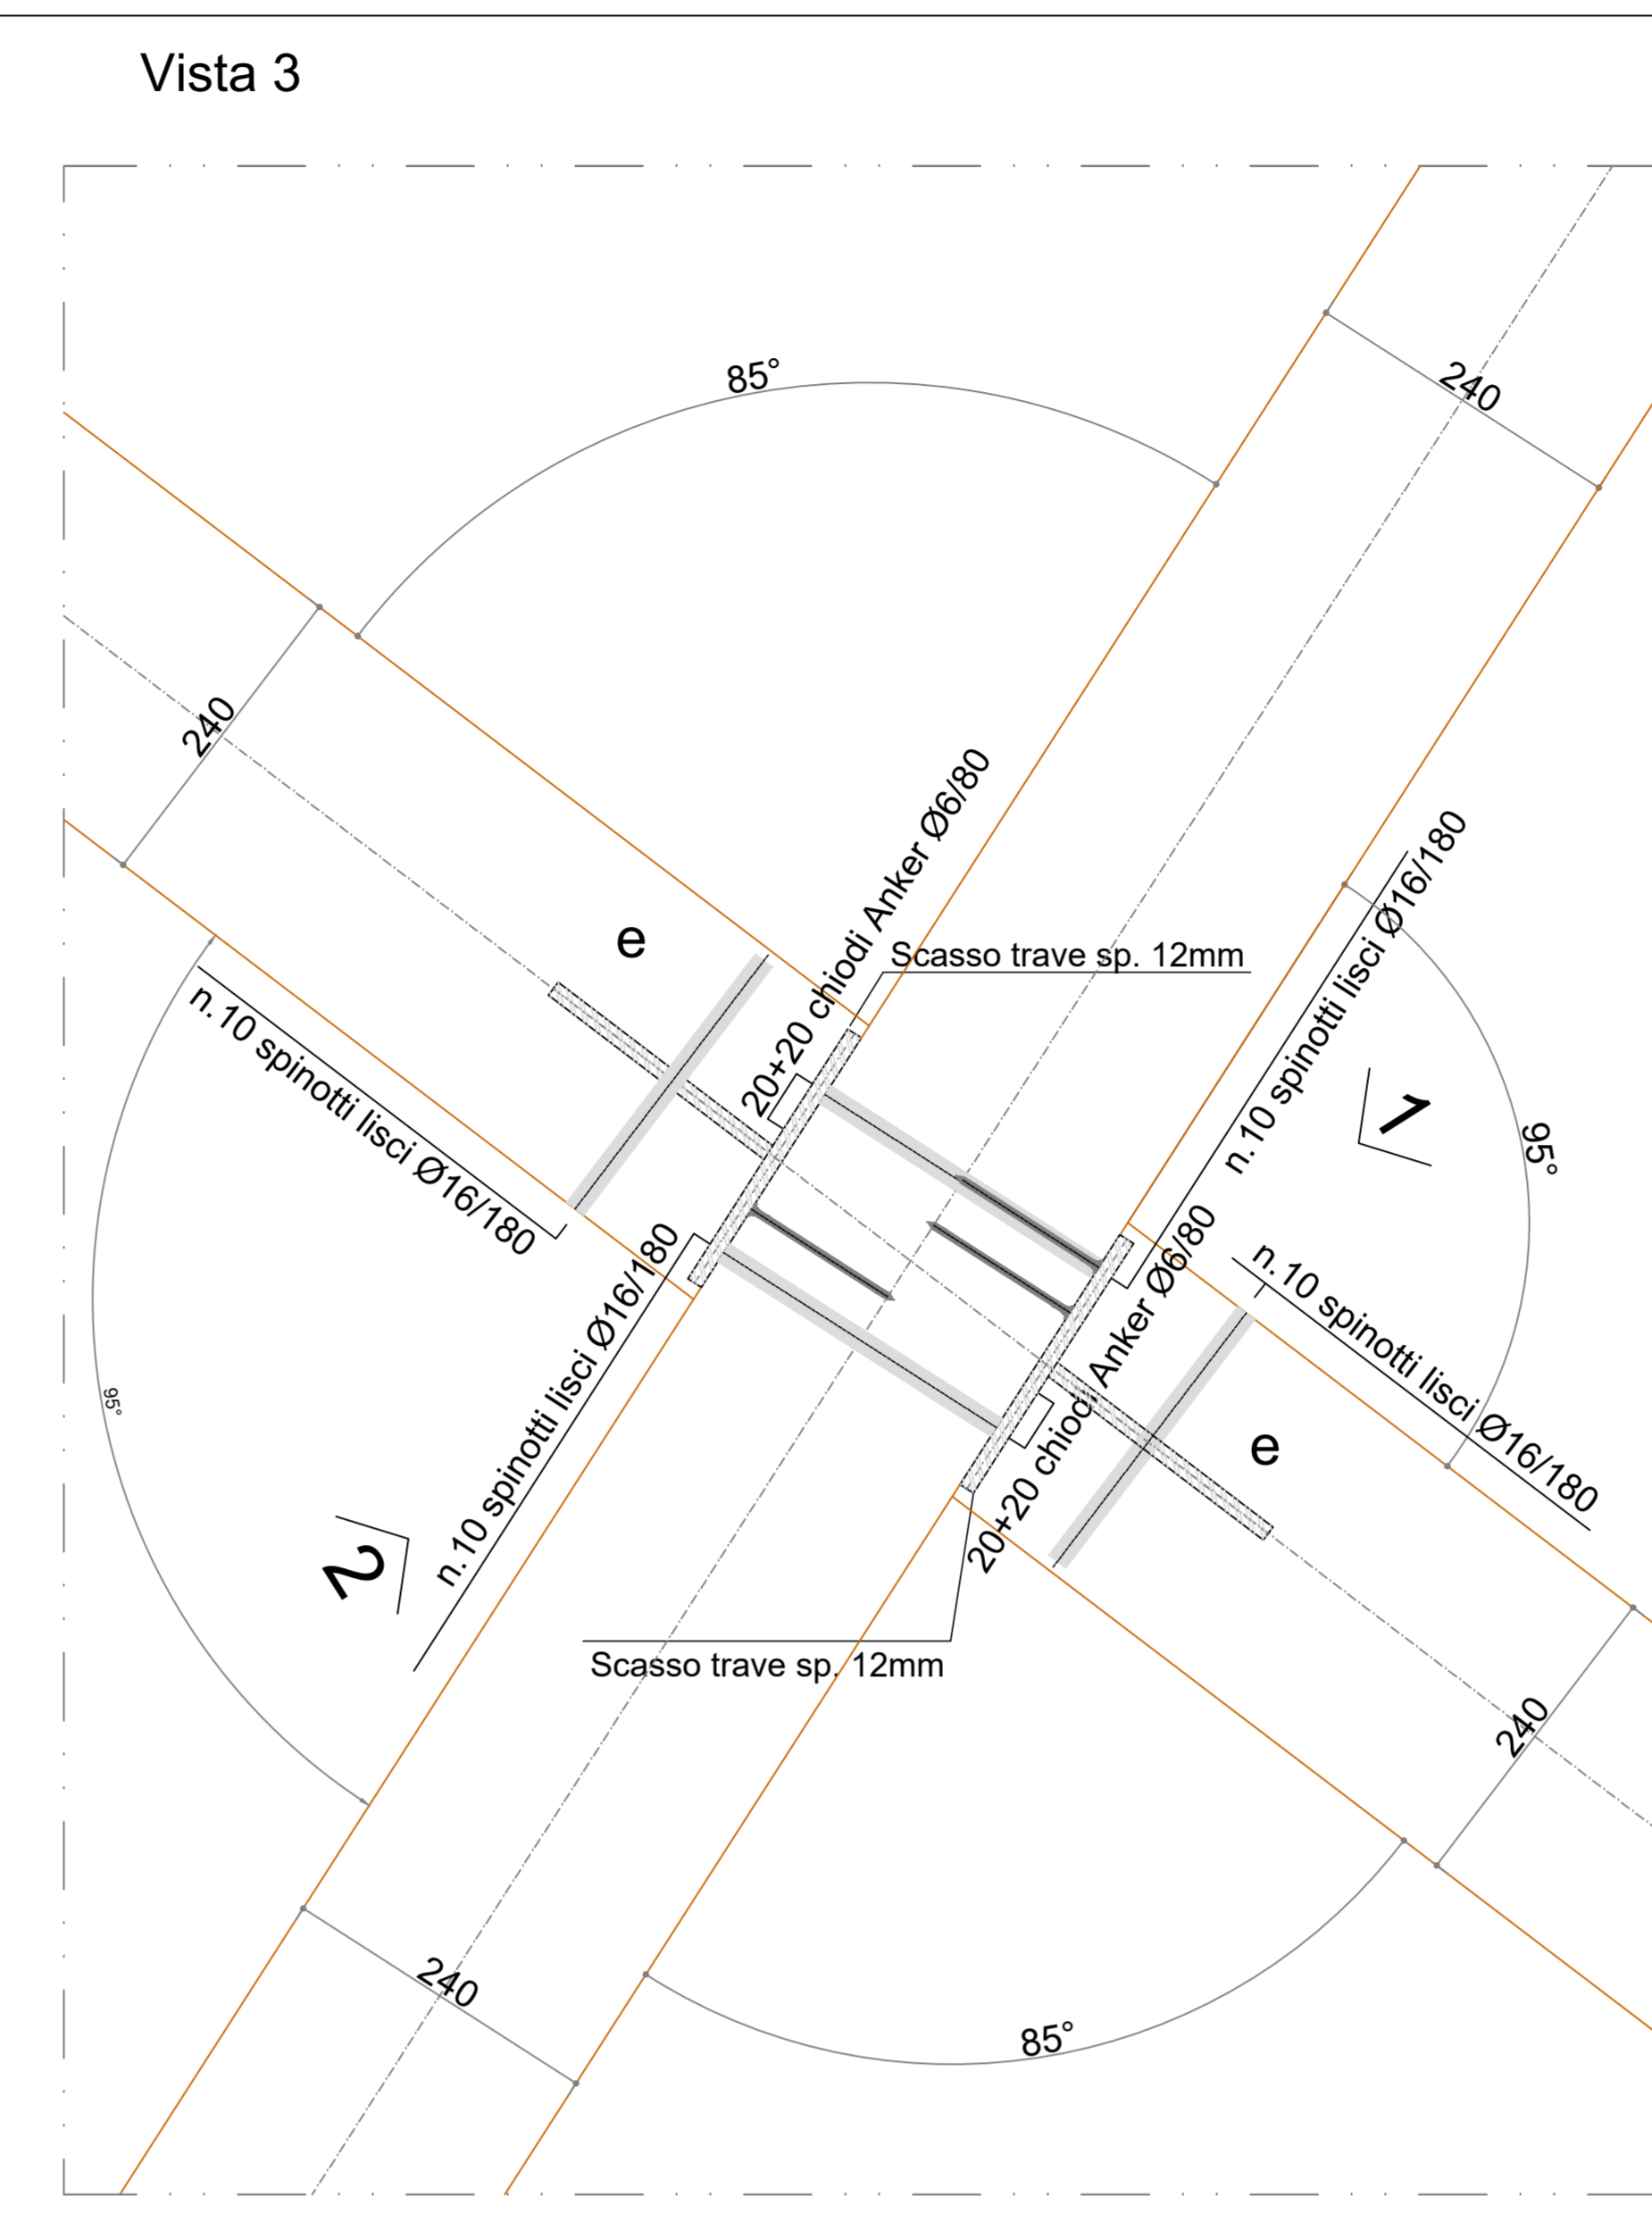 Vista 3
85°
240
240
20+20 chiodi Anker Ø6/80
n. 10 spinotti lisci Ø16/180
e
Scasso trave sp. 12mm
n. 10 spinotti lisci Ø16/180
1
95°
n. 10 spinotti lisci Ø16/180
n. 10 spinotti lisci Ø16/180
20+20 chiodi Anker Ø6/80
95°
e
2
Scasso trave sp. 12mm
240
240
85°